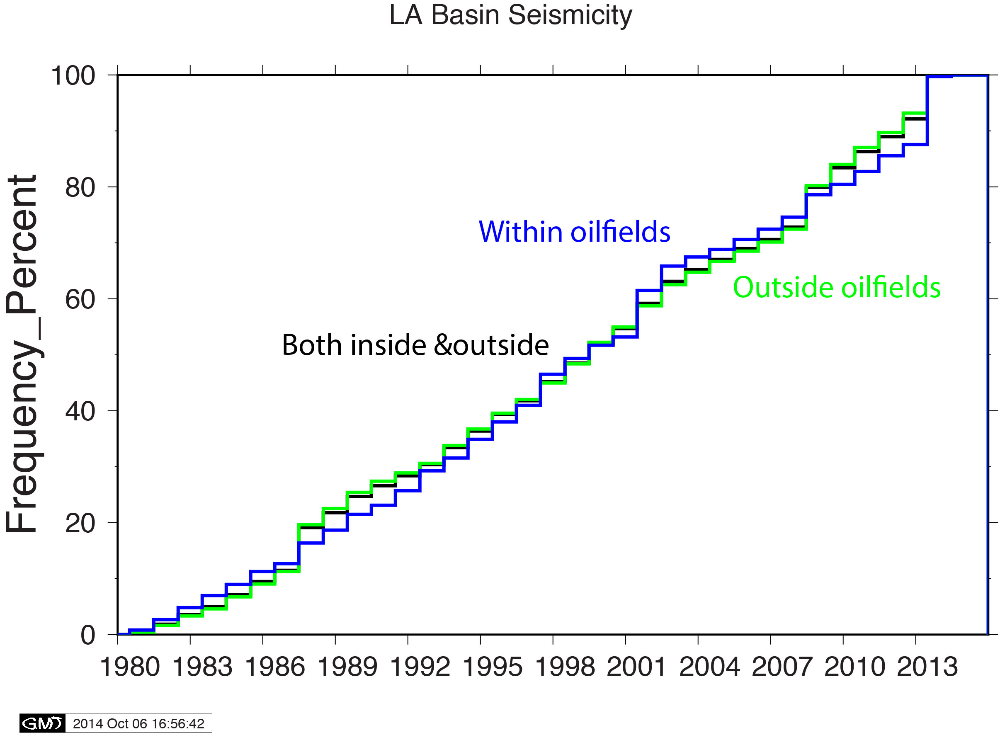 LA Basin Seismicity
Frequency_Percent
100
80
60
40
20
0
Within oilfields
Outside oilfields
Both inside &outside
1980 1983 1986 1989 1992 1995 1998 2001 2004 2007 2010 2013
GMT 2014 Oct 06 16:56:42